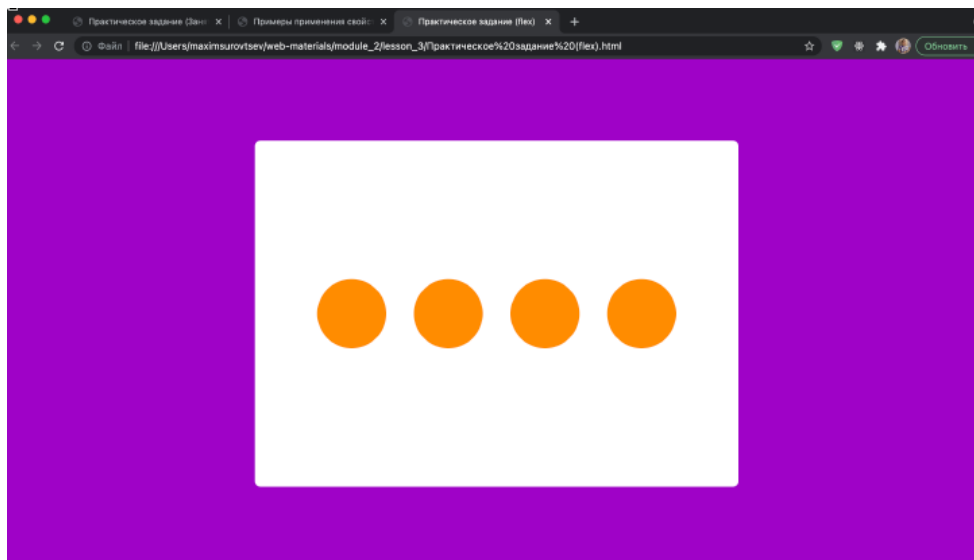 Практическое задание (Заня
Примеры применения свойс
Практическое задание (flex)
Файл file:///Users/maximsurovtsev/web-materials/module_2/lesson_3/Практическое%20задание%20(flex).html
Обновить